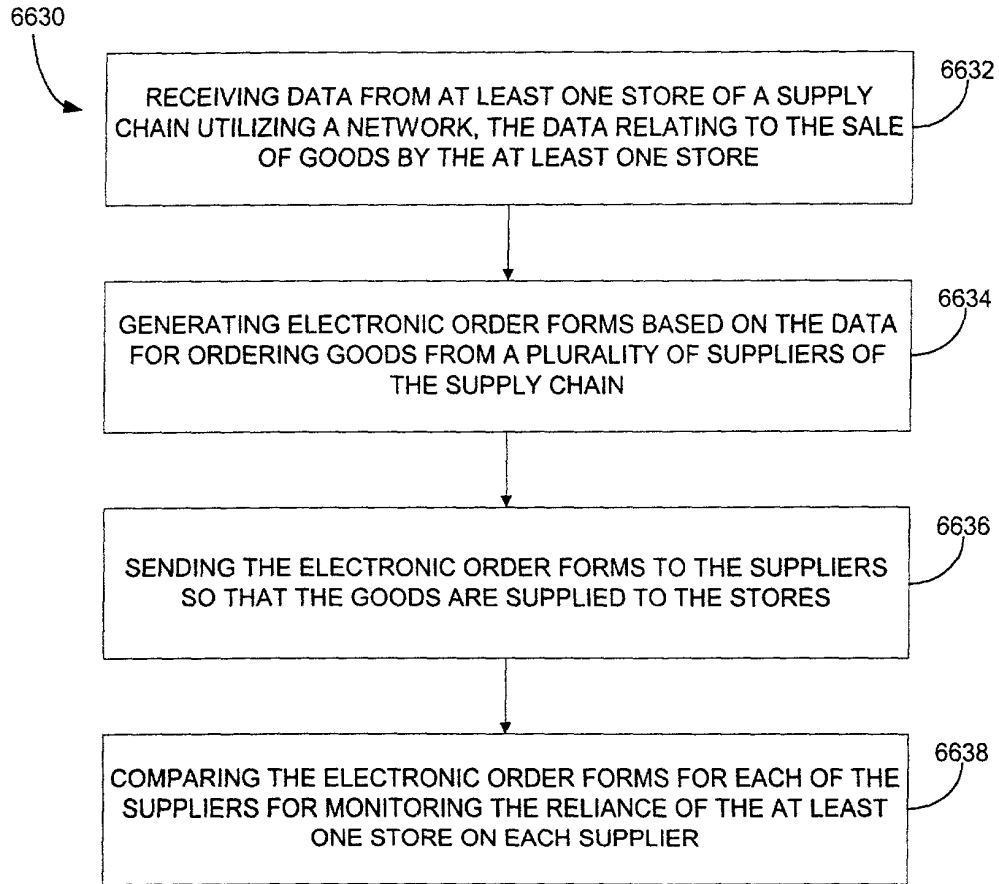 6630
6632
RECEIVING DATA FROM AT LEAST ONE STORE OF A SUPPLY
CHAIN UTILIZING A NETWORK, THE DATA RELATING TO THE SALE
OF GOODS BY THE AT LEAST ONE STORE
6634
GENERATING ELECTRONIC ORDER FORMS BASED ON THE DATA
FOR ORDERING GOODS FROM A PLURALITY OF SUPPLIERS OF
THE SUPPLY CHAIN
6636
SENDING THE ELECTRONIC ORDER FORMS TO THE SUPPLIERS
SO THAT THE GOODS ARE SUPPLIED TO THE STORES
6638
COMPARING THE ELECTRONIC ORDER FORMS FOR EACH OF THE
SUPPLIERS FOR MONITORING THE RELIANCE OF THE AT LEAST
ONE STORE ON EACH SUPPLIER